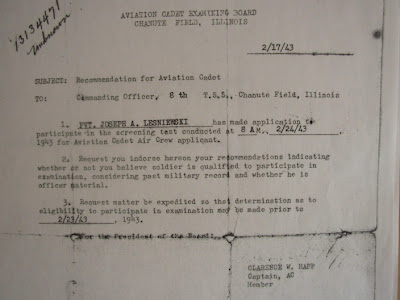 13134471
Unknown
AVIATION CADET EXAMINING BOARD
CHANUTE FIELD, ILLINOIS
2/17/43
SUBJECT: Recommendation for Aviation Cadet
TO: Commanding Officer, 8 th T.S.S., Chanute Field, Illinois
1. PVT. JOSEPH A. LESNIEWSKI has made application to
participate in the screening test conducted at 8 AM., 2/24/43,
1943 for Aviation Cadet Air Crew applicant.
2. Request you indorse hereon your recommendations indicating
whether or not you believe soldier is qualified to participate in
examination, considering past military record and whether he is
officer material.
3. Request matter be expedited so that determination as to
eligibility to participate in examination may be made prior to
2/23/43, 1943.
For the President of the Board.
CLARENCE W. HAPP
Captain, AC
Member